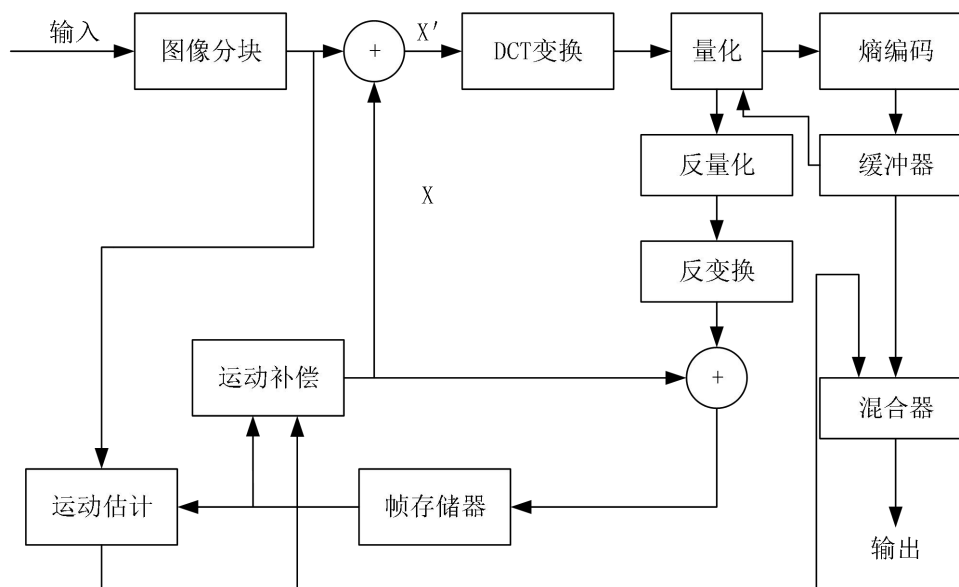 输入
图像分块
+
X′
DCT变换
量化
熵编码
反量化
缓冲器
X
反变换
运动补偿
+
混合器
运动估计
帧存储器
输出